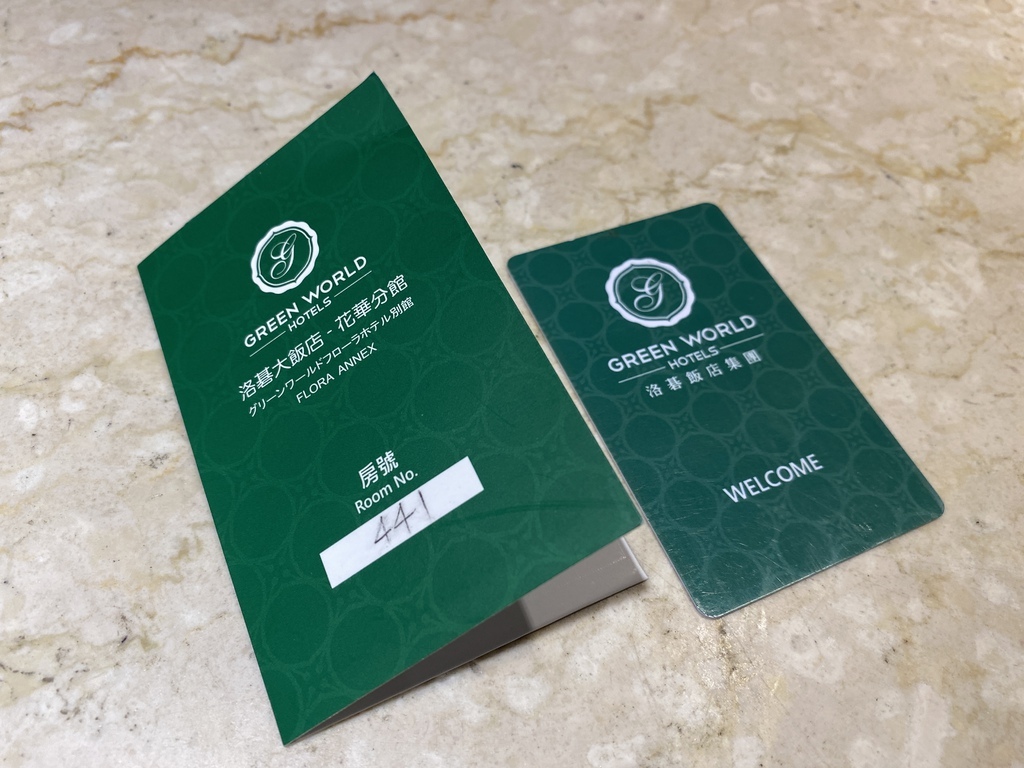 G
GREEN WORLD
HOTELS
洛碁大飯店 - 花華分館
グリーンワールドフローラホテル別館
FLORA ANNEX
房號
Room No.
441
G
GREEN WORLD
HOTELS
洛碁飯店集團
WELCOME